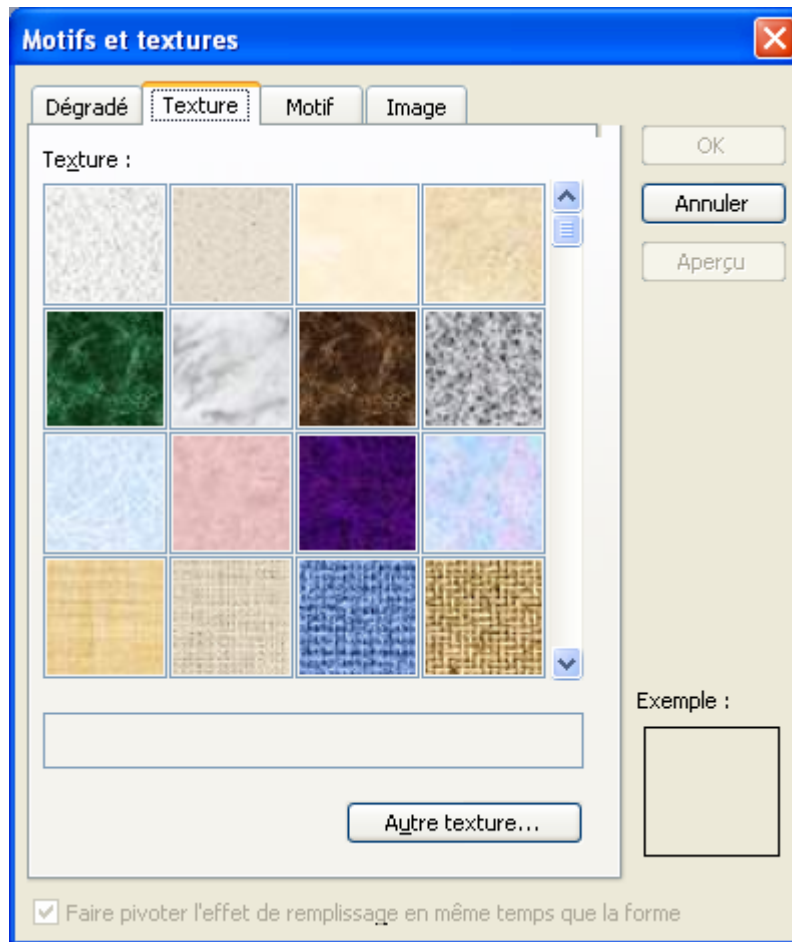 Motifs et textures
Dégradé Texture Motif Image
OK
Texture :
Annuler
Aperçu
Exemple :
Autre texture...
Faire pivoter l'effet de remplissage en même temps que la forme